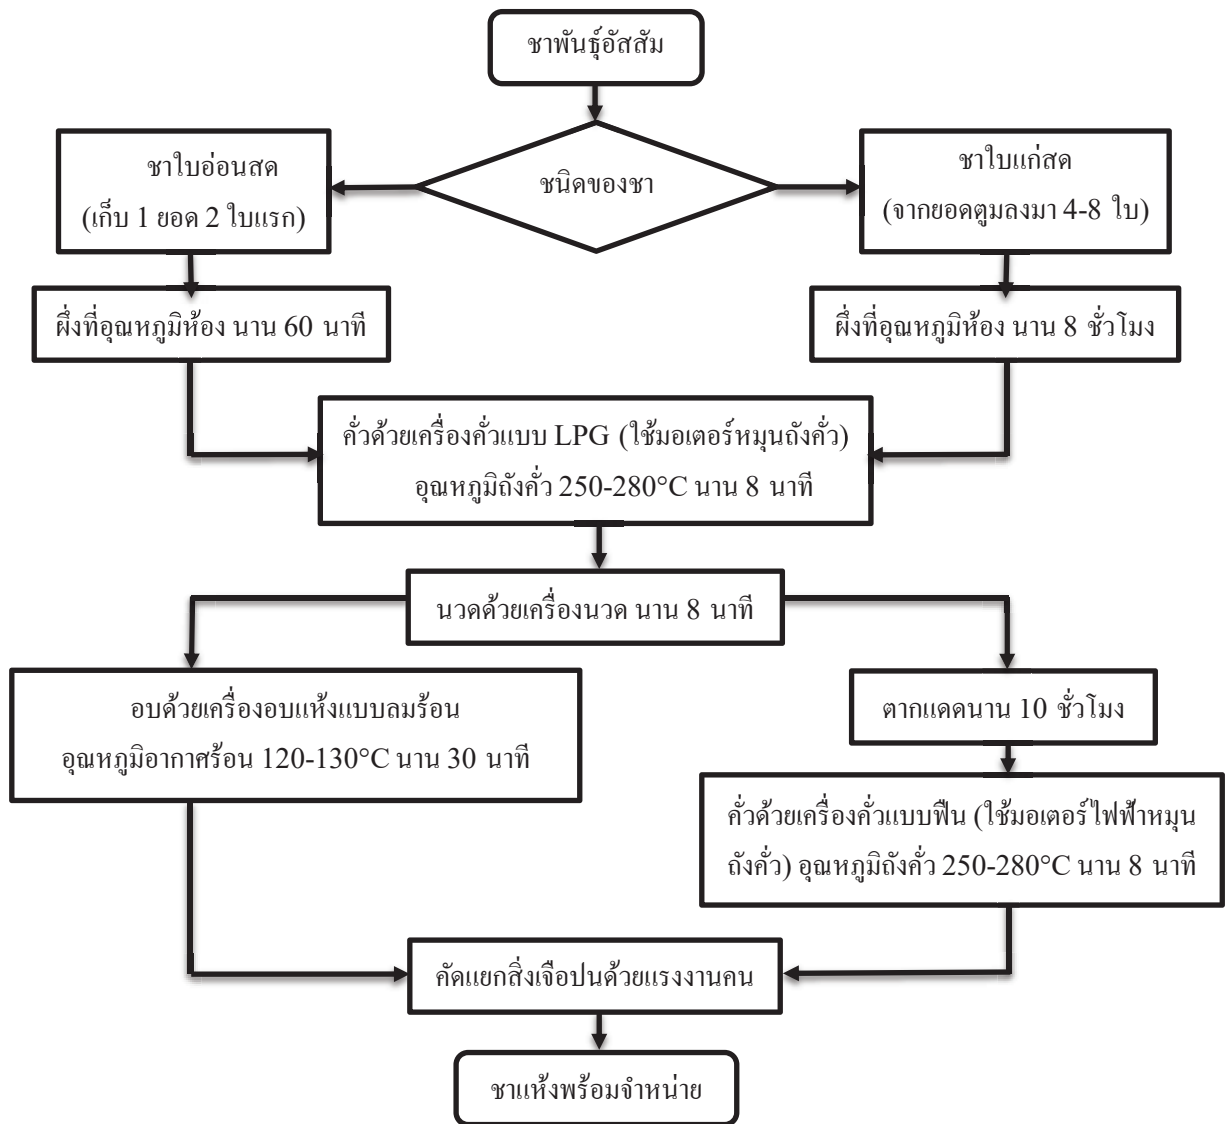 ชาพันธุ์อัสสัม
ชนิดของชา
ชาใบอ่อนสด
(เก็บ 1 ยอด 2 ใบแรก)
ชาใบแก่สด
(จากยอดตูมลงมา 4-8 ใบ)
ผึ่งที่อุณหภูมิห้อง นาน 60 นาที
ผึ่งที่อุณหภูมิห้อง นาน 8 ชั่วโมง
คั่วด้วยเครื่องคั่วแบบ LPG (ใช้มอเตอร์หมุนถังคั่ว)
อุณหภูมิถังคั่ว 250-280°C นาน 8 นาที
นวดด้วยเครื่องนวด นาน 8 นาที
อบด้วยเครื่องอบแห้งแบบลมร้อน
อุณหภูมิอากาศร้อน 120-130°C นาน 30 นาที
ตากแดดนาน 10 ชั่วโมง
คั่วด้วยเครื่องคั่วแบบฟืน (ใช้มอเตอร์ไฟฟ้าหมุน
ถังคั่ว) อุณหภูมิถังคั่ว 250-280°C นาน 8 นาที
คัดแยกสิ่งเจือปนด้วยแรงงานคน
ชาแห้งพร้อมจำหน่าย